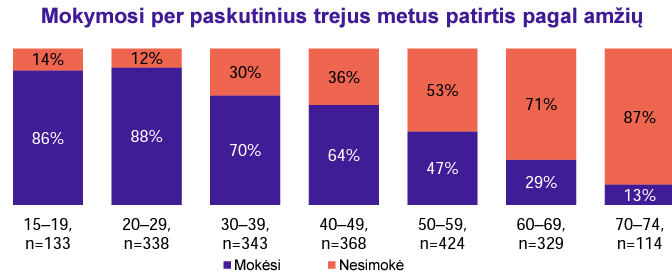 Mokymosi per paskutinius trejus metus patirtis pagal amžių
14% 12% 30% 36% 53% 71% 87%
86% 88% 70% 64% 47% 29% 13%
15–19, 20–29, 30–39, 40–49, 50–59, 60–69, 70–74,
n=133 n=338 n=343 n=368 n=424 n=329 n=114
Mokėsi Nesimokė